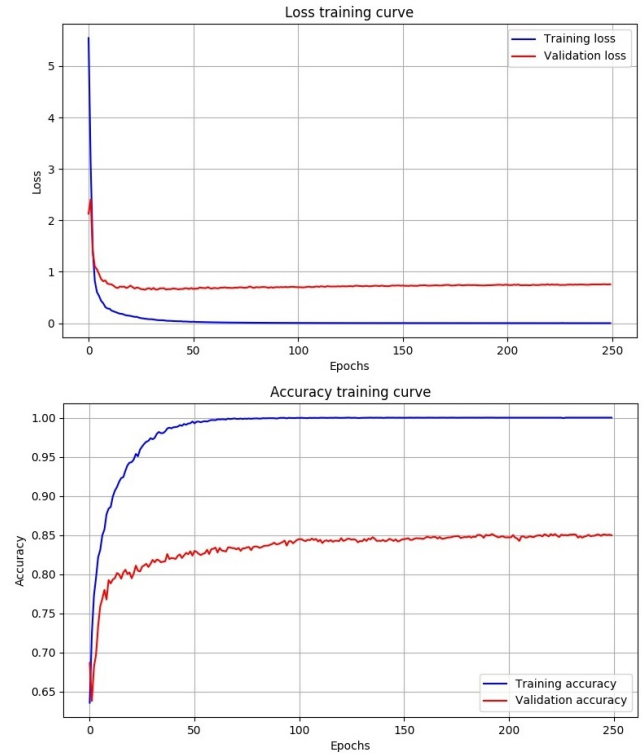 Loss training curve
Training loss
Validation loss
5
4
3
2
1
0
Loss
0
50
100
150
200
250
Epochs
Accuracy training curve
1.00
0.95
0.90
0.85
0.80
0.75
0.70
0.65
Accuracy
Training accuracy
Validation accuracy
0
50
100
150
200
250
Epochs